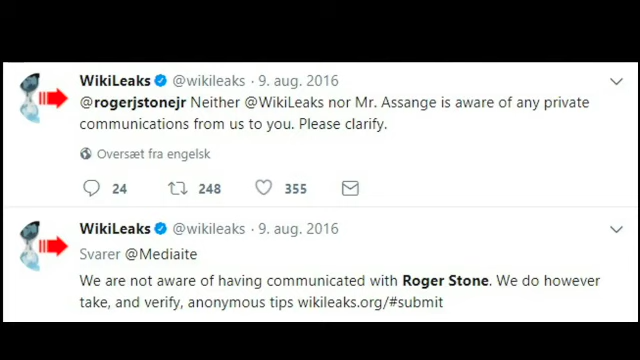 WikiLeaks @wikileaks · 9. aug. 2016
@rogerjstonejr Neither @WikiLeaks nor Mr. Assange is aware of any private
communications from us to you. Please clarify.
Oversæt fra engelsk
24 248 355
WikiLeaks @wikileaks · 9. aug. 2016
Svarer @Mediaite
We are not aware of having communicated with Roger Stone. We do however
take, and verify, anonymous tips wikileaks.org/#submit